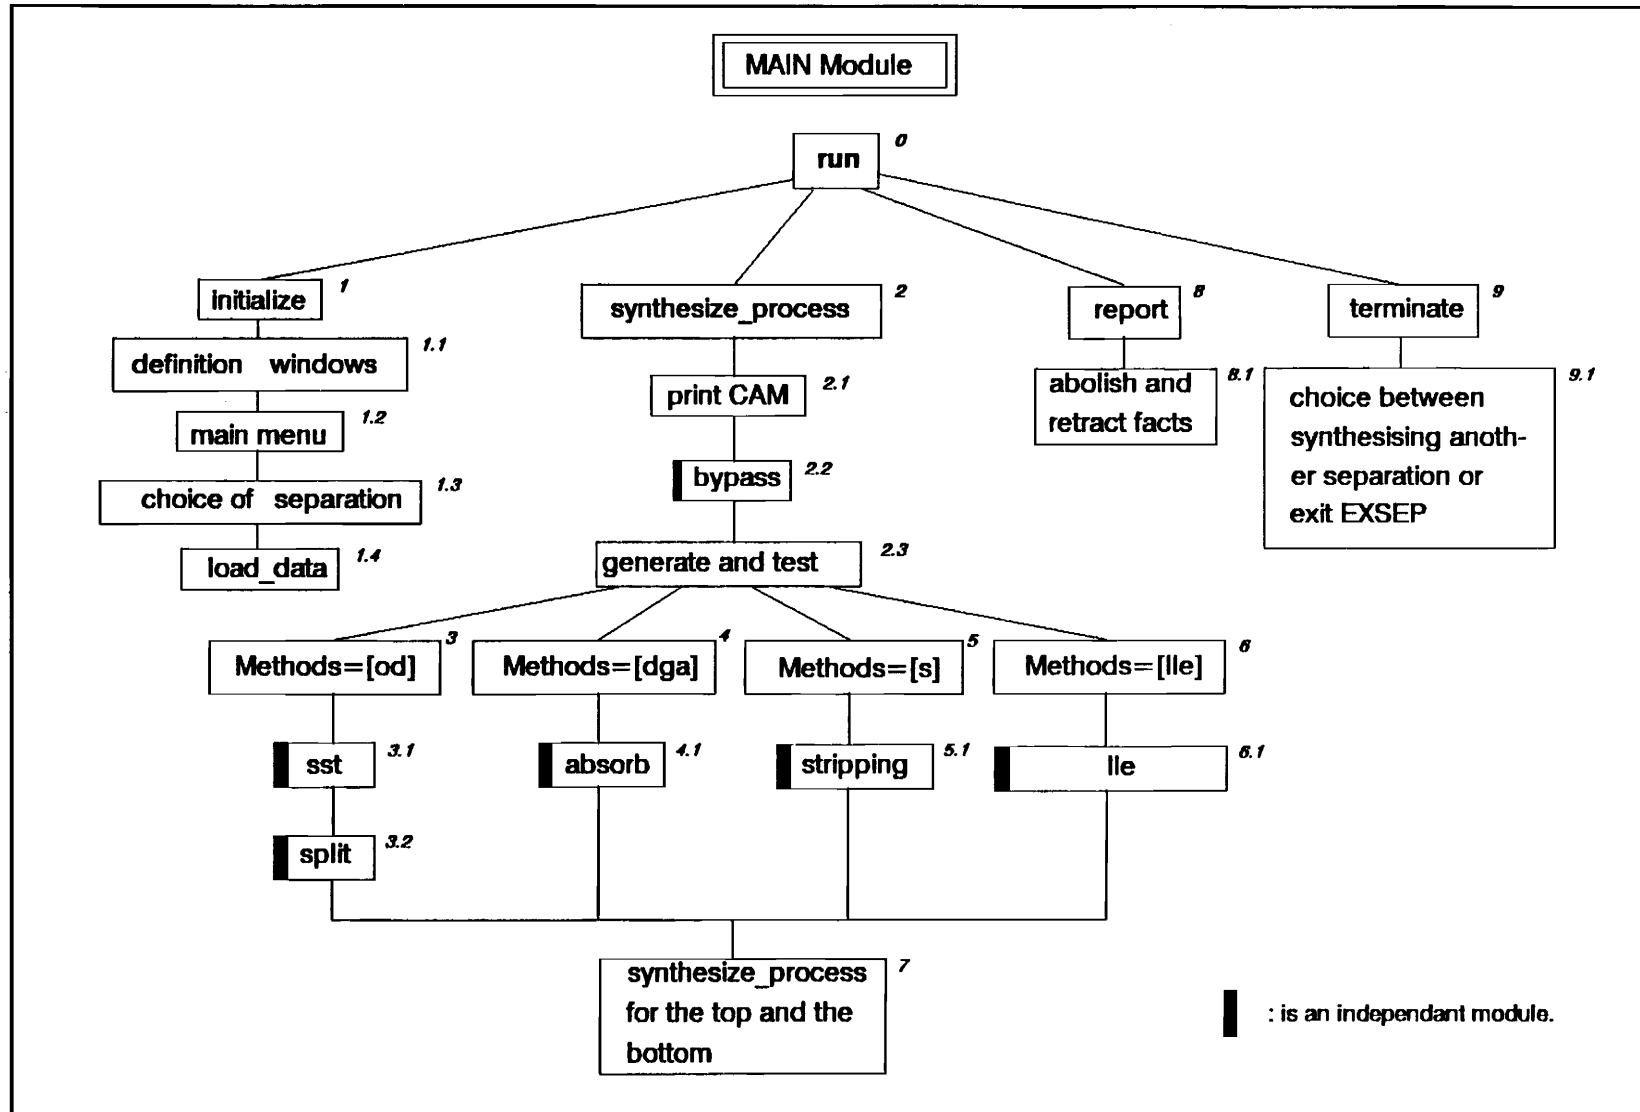 MAIN Module
run
0
initialize
1
synthesize_process
2
report
8
terminate
9
definition windows
1.1
print CAM
2.1
abolish and
retract facts
8.1
choice between
synthesising anoth-
er separation or
exit EXSEP
9.1
main menu
1.2
bypass
2.2
choice of separation
1.3
generate and test
2.3
load_data
1.4
Methods=[od]
3
Methods=[dga]
4
Methods=[s]
5
Methods=[lle]
6
sst
3.1
absorb
4.1
stripping
5.1
lle
6.1
split
3.2
synthesize_process
for the top and the
bottom
7
: is an independant module.